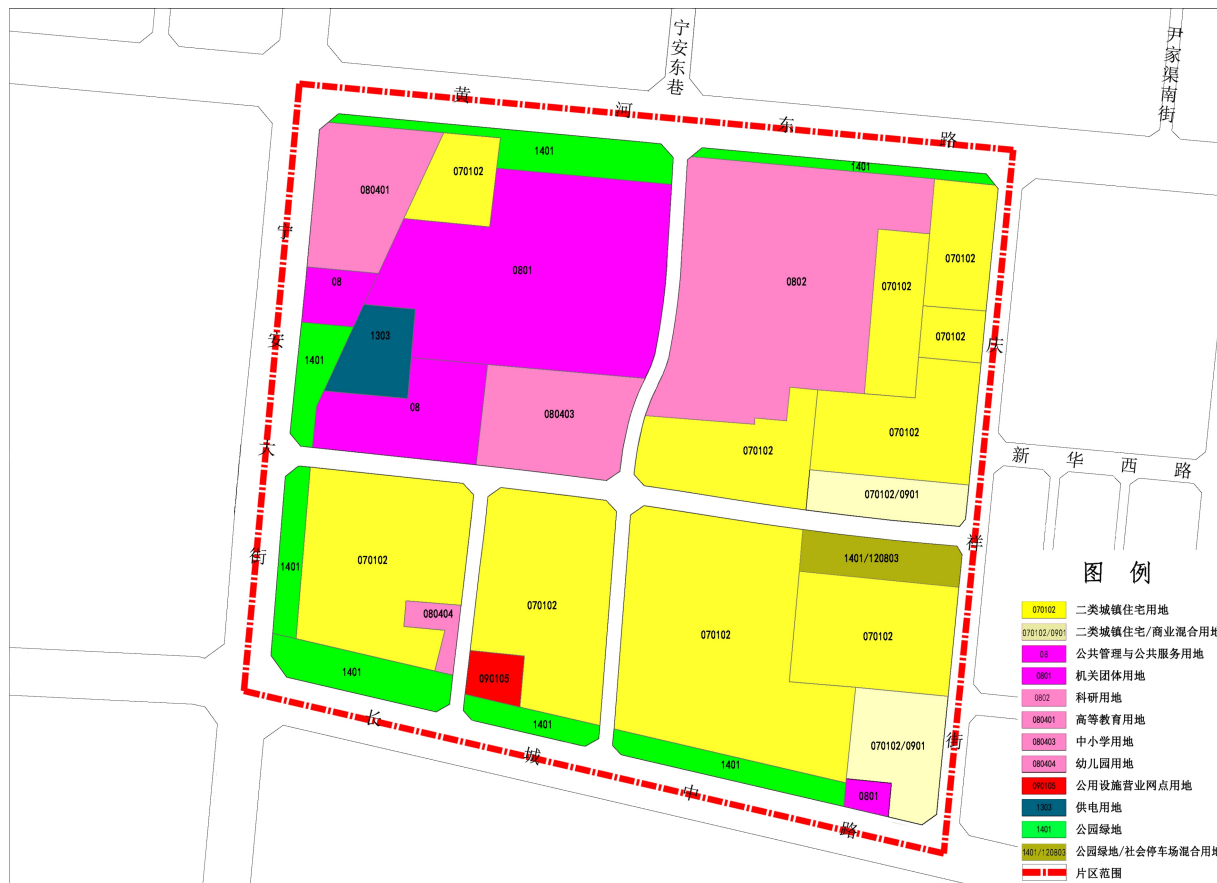 宁安东巷
尹家渠南街
黄河东路
宁安大街
庆祥街
新华西路
长城中路
1401
1401
070102
080401
070102
0801
0802
070102
08
1303
070102
1401
070102
08
080403
070102
070102/0901
1401/120803
070102
1401
070102
070102
070102
080404
1401
090105
1401
070102/0901
1401
0801
图例
070102 二类城镇住宅用地
070102/0901 二类城镇住宅/商业混合用地
08 公共管理与公共服务用地
0801 机关团体用地
0802 科研用地
080401 高等教育用地
080403 中小学用地
080404 幼儿园用地
090105 公用设施营业网点用地
1303 供电用地
1401 公园绿地
1401/120803 公园绿地/社会停车场混合用地
片区范围